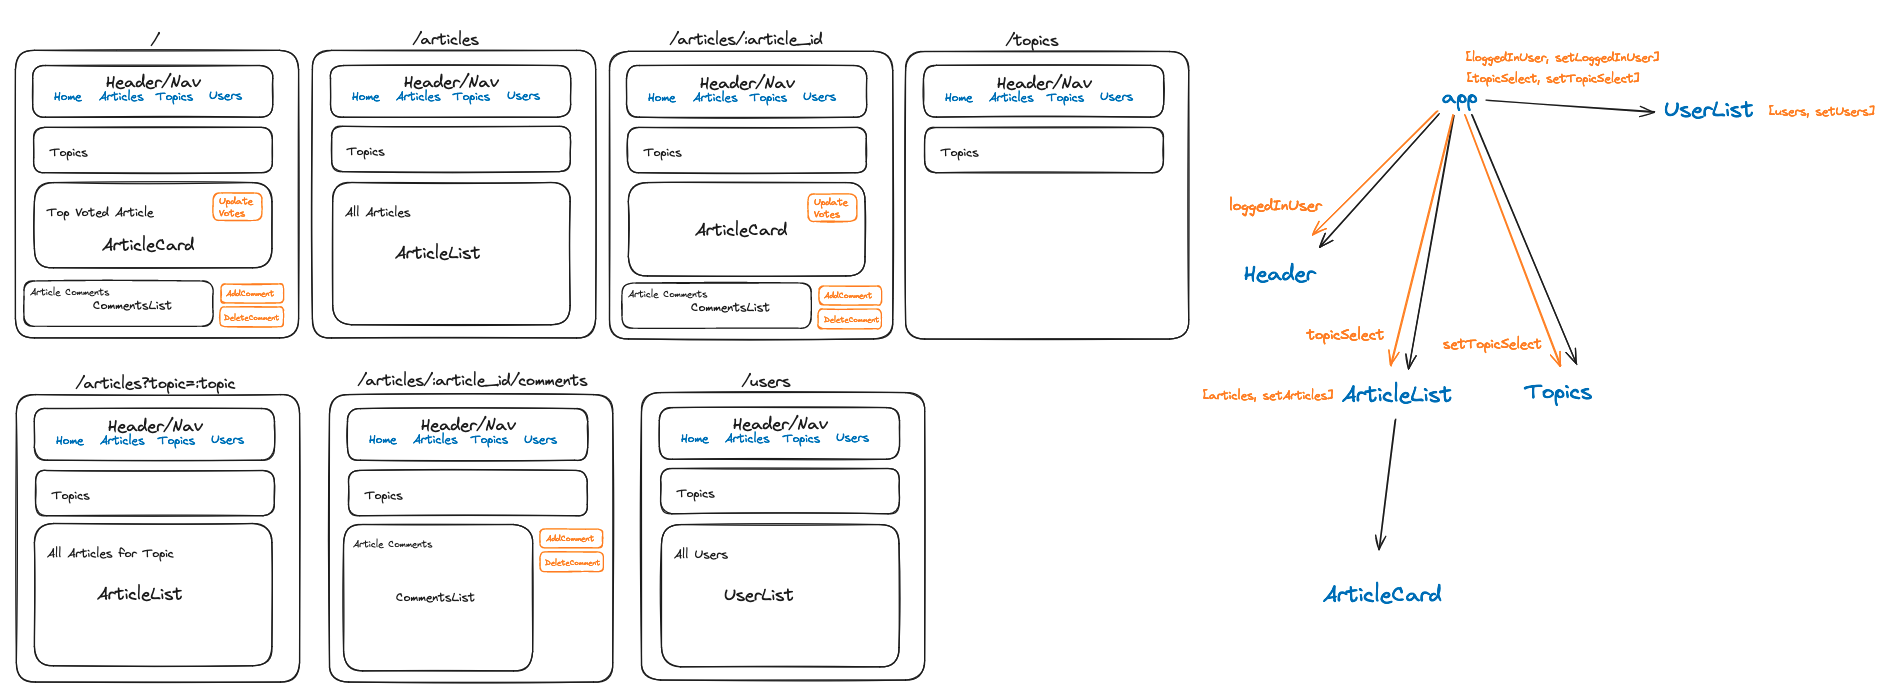 /
Header/Nav
Home Articles Topics Users
Topics
Top Voted Article
Update
Votes
ArticleCard
Article Comments
CommentsList
AddComment
DeleteComment
/articles
Header/Nav
Home Articles Topics Users
Topics
All Articles
ArticleList
/articles/:article_id
Header/Nav
Home Articles Topics Users
Topics
Update
Votes
ArticleCard
Article Comments
CommentsList
AddComment
DeleteComment
/topics
Header/Nav
Home Articles Topics Users
Topics
/articles?topic=:topic
Header/Nav
Home Articles Topics Users
Topics
All Articles for Topic
ArticleList
/articles/:article_id/comments
Header/Nav
Home Articles Topics Users
Topics
Article Comments
CommentsList
AddComment
DeleteComment
/users
Header/Nav
Home Articles Topics Users
Topics
All Users
UserList
[loggedInUser, setLoggedInUser]
[topicSelect, setTopicSelect]
app
UserList
[users, setUsers]
loggedInUser
Header
topicSelect
setTopicSelect
[articles, setArticles]
ArticleList
Topics
ArticleCard